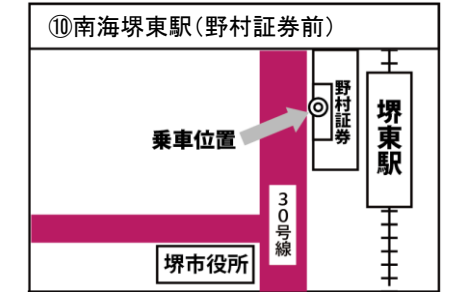 ⑩南海堺東駅(野村証券前)
野村証券
堺東駅
乗車位置
30号線
堺市役所